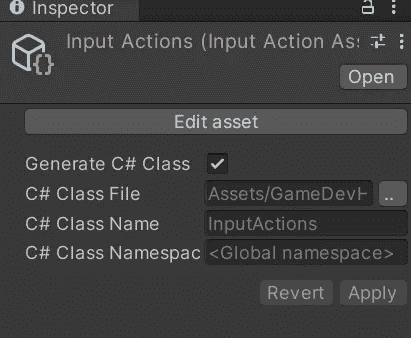 Inspector
Input Actions (Input Action As
Open
Edit asset
Generate C# Class
C# Class File Assets/GameDevH ..
C# Class Name InputActions
C# Class Namespac <Global namespace>
Revert Apply